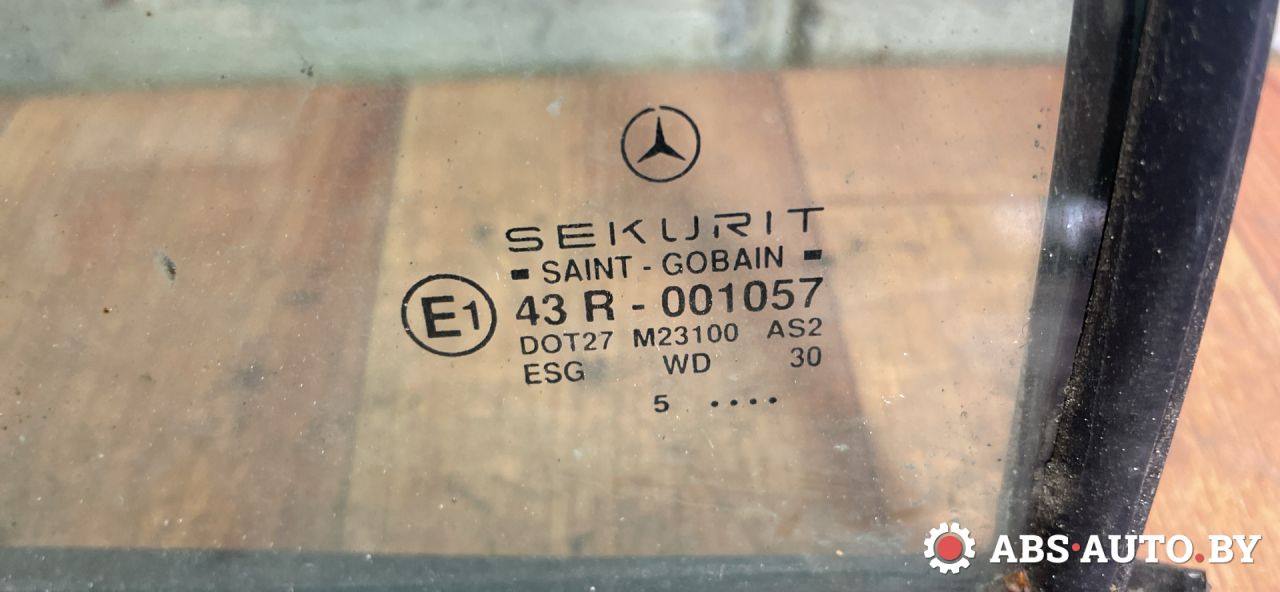 SEKURIT
SAINT - GOBAIN
E1
43 R - 001057
DOT27 M23100 AS2
ESG WD 30
5 ••••
ABS·AUTO.BY